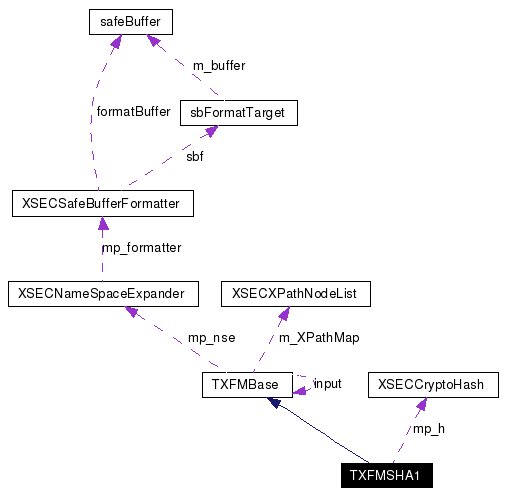 safeBuffer
m_buffer
formatBuffer
sbFormatTarget
sbf
XSECSafeBufferFormatter
mp_formatter
XSECNameSpaceExpander
XSECXPathNodeList
mp_nse
m_XPathMap
TXFMBase
input
XSECCryptoHash
mp_h
TXFMSHA1